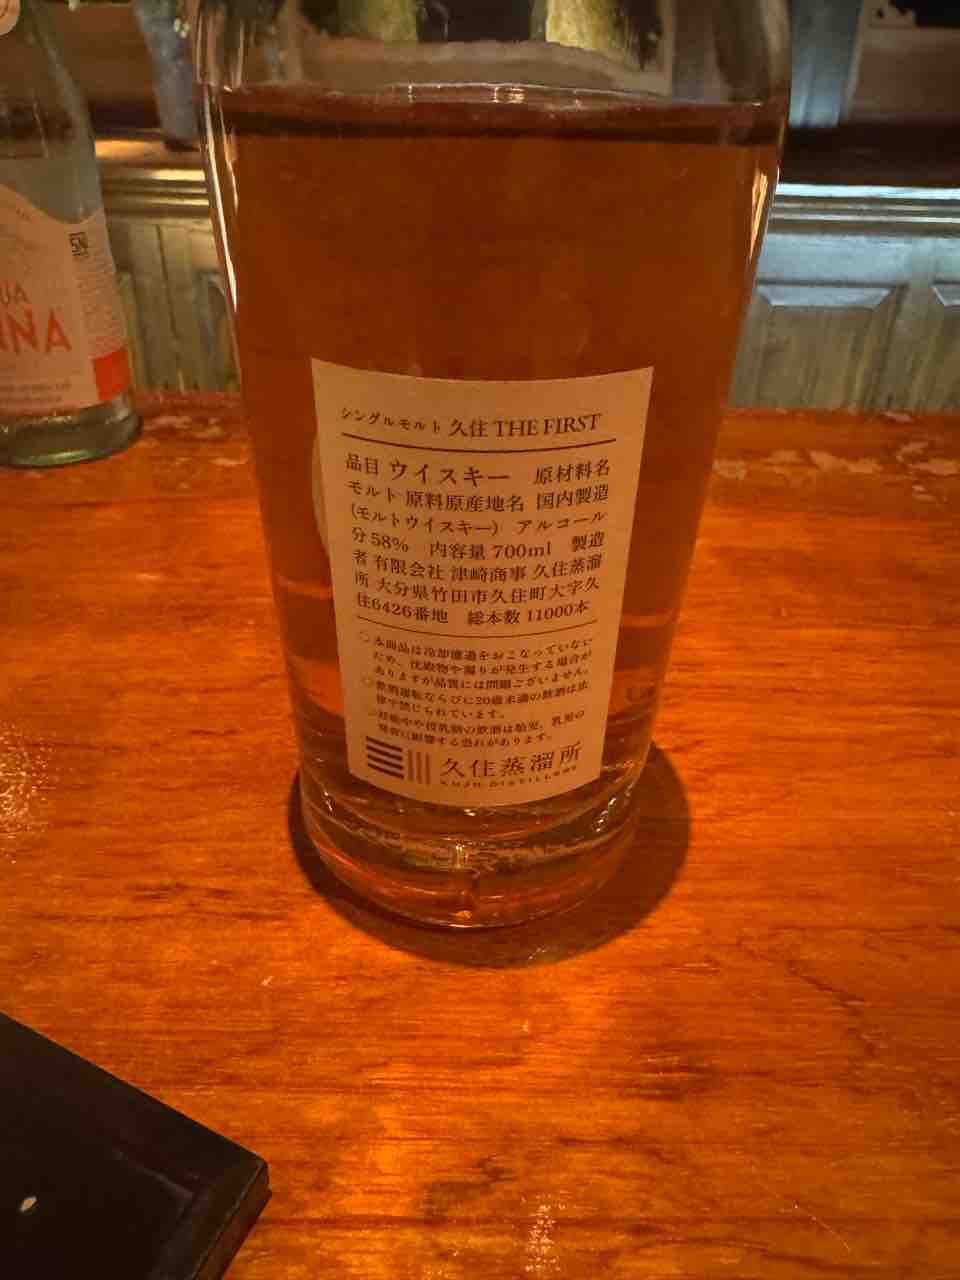 シングルモルト 久住 THE FIRST
品目 ウイスキー 原材料名
モルト 原料原産地名 国内製造
(モルトウイスキー) アルコール
分 58% 内容量 700ml 製造
者 有限会社 津崎商事 久住蒸溜
所 大分県竹田市久住町大字久
住6426番地 総本数 11000本
○本商品は冷却濾過をおこなっていない
ため、沈殿物や濁りが発生する場合が
ありますが品質には問題ございません。
○飲酒運転ならびに20歳未満の飲酒は法
律で禁じられています。
○妊娠中や授乳期の飲酒は胎児、乳児の
発育に影響する恐れがあります。
久住蒸溜所
KUJU DISTILLERY
UA
NNA